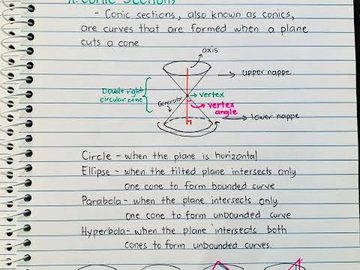 Conic Sections
- Conic sections, also known as conics,
are curves that are formed when a plane
cuts a cone
axis
upper nappe
Double right
circular cone
vertex
Generator
vertex
angle
lower nappe
Circle - when the plane is horizontal
Ellipse - when the tilted plane intersects only
one cone to form bounded curve
Parabola - when the plane intersects only
one cone to form unbounded curve
Hyperbola - when the plane intersects both
cones to form unbounded curves.